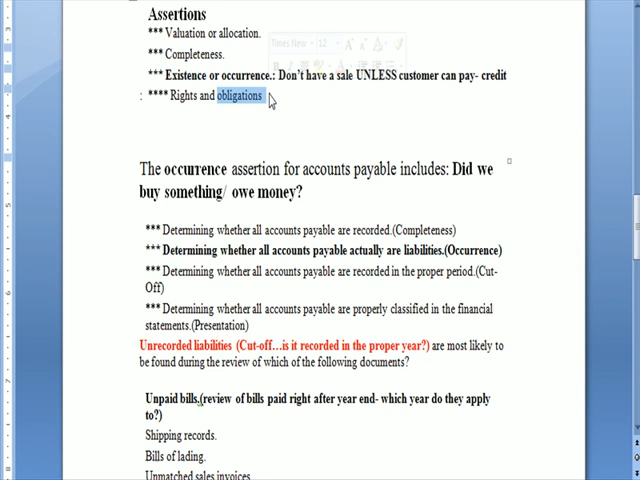 Assertions
*** Valuation or allocation.
*** Completeness.
Times New 12
*** Existence or occurrence.: Don't have a sale UNLESS customer can pay- credit
: **** Rights and obligations
The occurrence assertion for accounts payable includes: Did we
buy something/ owe money?
*** Determining whether all accounts payable are recorded.(Completeness)
*** Determining whether all accounts payable actually are liabilities.(Occurrence)
*** Determining whether all accounts payable are recorded in the proper period.(Cut-
Off)
*** Determining whether all accounts payable are properly classified in the financial
statements.(Presentation)
Unrecorded liabilities (Cut-off…is it recorded in the proper year?) are most likely to
be found during the review of which of the following documents?
Unpaid bills.(review of bills paid right after year end- which year do they apply
to?)
Shipping records.
Bills of lading.
Unmatched sales invoices